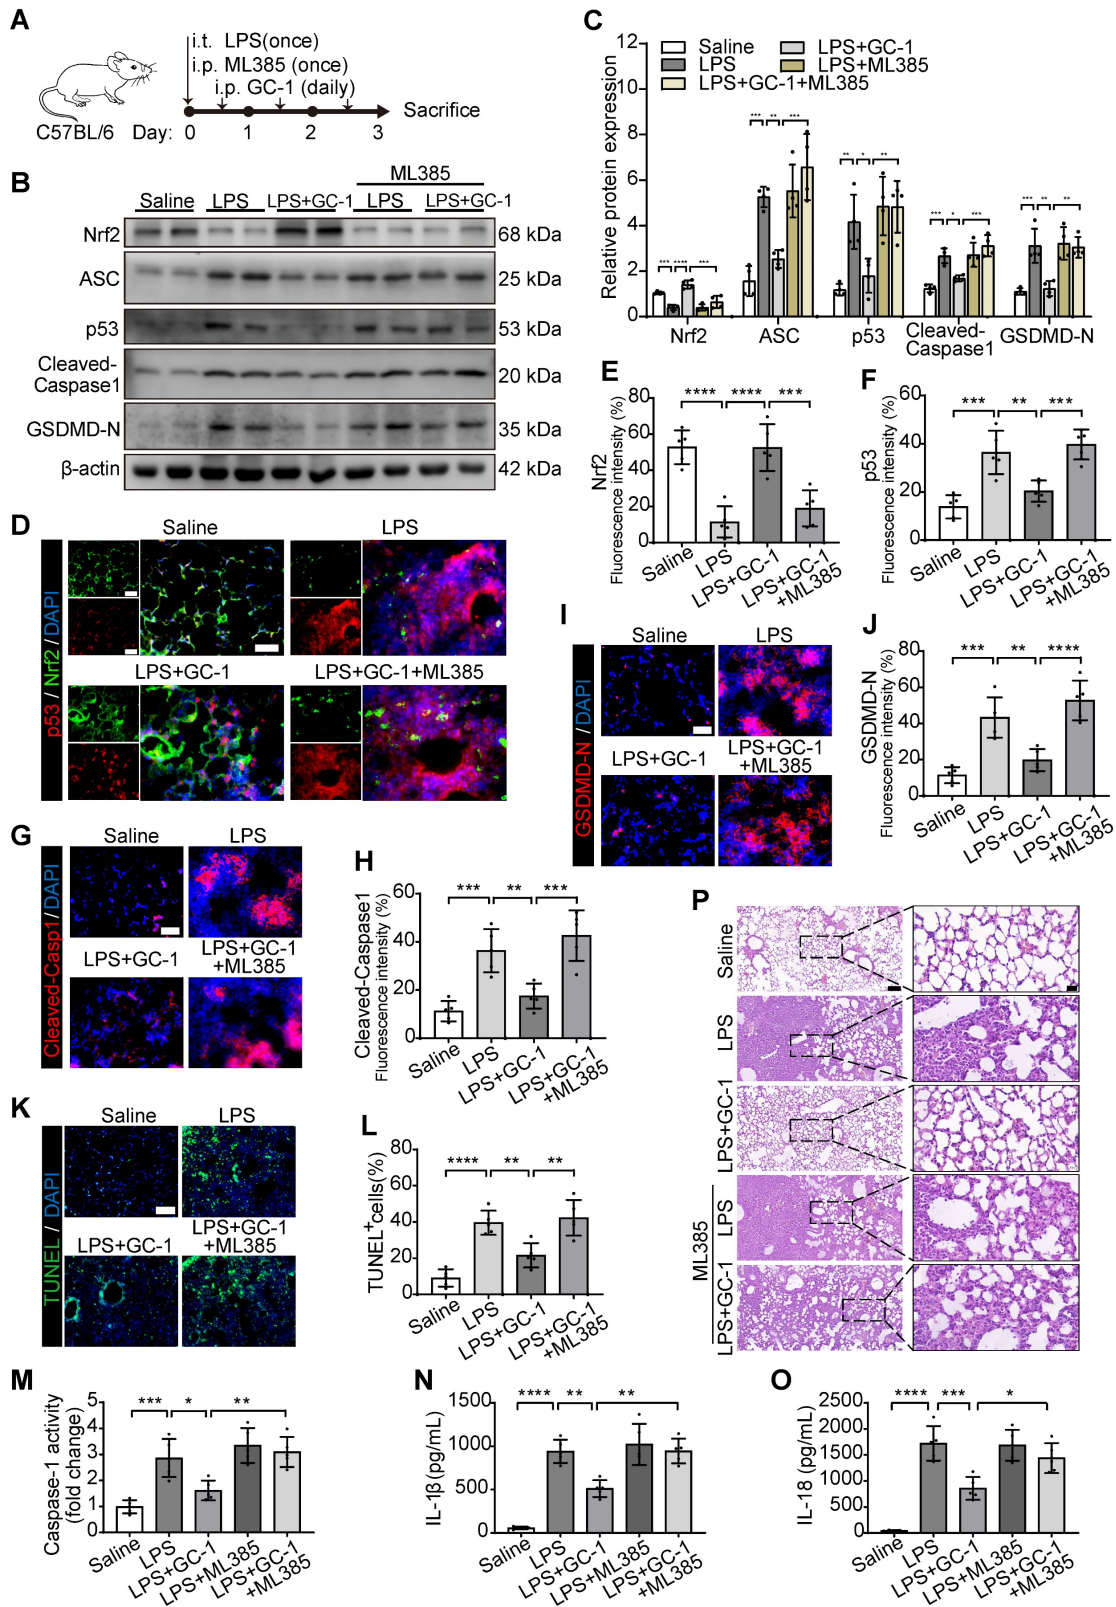 A
i.t. LPS(once)
i.p. ML385 (once)
i.p. GC-1 (daily)
Sacrifice
C57BL/6 Day: 0 1 2 3
B
ML385
Saline LPS LPS+GC-1 LPS LPS+GC-1
Nrf2 68 kDa
ASC 25 kDa
p53 53 kDa
Cleaved-
Caspase1 20 kDa
GSDMD-N 35 kDa
β-actin 42 kDa
C
Saline
LPS
LPS+GC-1
LPS+ML385
LPS+GC-1+ML385
Relative protein expression
12
8
6
4
2
0
*** **** ***
*** ** ***
** * **
*** * ***
*** ** **
Nrf2 ASC p53 Cleaved-
Caspase1 GSDMD-N
D
p53 / Nrf2 / DAPI
Saline LPS
LPS+GC-1 LPS+GC-1+ML385
E
Nrf2
Fluorescence intensity (%)
80
60
40
20
0
**** **** ***
Saline LPS LPS+GC-1 LPS+GC-1
+ML385
F
p53
Fluorescence intensity (%)
60
40
20
0
*** ** ***
Saline LPS LPS+GC-1 LPS+GC-1
+ML385
G
Cleaved-Casp1 / DAPI
Saline LPS
LPS+GC-1 LPS+GC-1
+ML385
H
Cleaved-Caspase1
Fluorescence intensity (%)
60
40
20
0
*** ** ***
Saline LPS LPS+GC-1 LPS+GC-1
+ML385
I
GSDMD-N / DAPI
Saline LPS
LPS+GC-1 LPS+GC-1
+ML385
J
GSDMD-N
Fluorescence intensity (%)
80
60
40
20
0
*** ** ****
Saline LPS LPS+GC-1 LPS+GC-1
+ML385
K
TUNEL / DAPI
Saline LPS
LPS+GC-1 LPS+GC-1
+ML385
L
TUNEL+cells(%)
80
60
40
20
0
**** ** **
Saline LPS LPS+GC-1 LPS+GC-1
+ML385
P
Saline
LPS
LPS+GC-1
ML385
LPS
LPS+GC-1
M
Caspase-1 activity
(fold change)
5
4
3
2
1
0
*** * **
Saline LPS LPS+GC-1 LPS+ML385 LPS+GC-1
+ML385
N
IL-1β(pg/mL)
1500
1000
500
0
**** ** **
Saline LPS LPS+GC-1 LPS+ML385 LPS+GC-1
+ML385
O
IL-18 (pg/mL)
2500
2000
1500
1000
500
0
**** *** *
Saline LPS LPS+GC-1 LPS+ML385 LPS+GC-1
+ML385